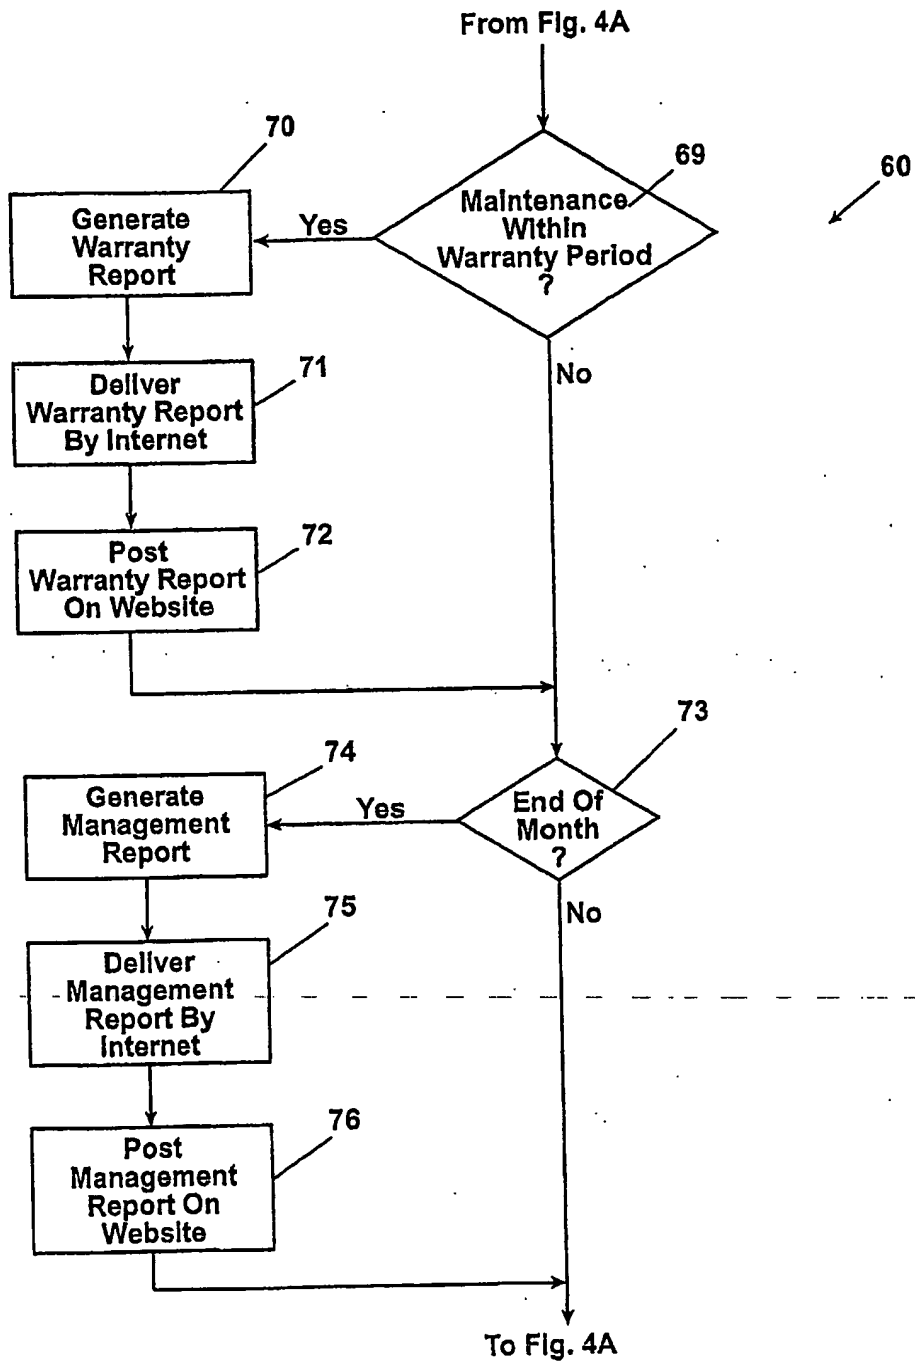 From Fig. 4A
70
69
60
Maintenance
Within
Warranty Period
?
Yes
Generate
Warranty
Report
No
71
Deliver
Warranty Report
By Internet
72
Post
Warranty Report
On Website
73
End Of
Month
?
Yes
74
Generate
Management
Report
No
75
Deliver
Management
Report By
Internet
76
Post
Management
Report On
Website
To Fig. 4A